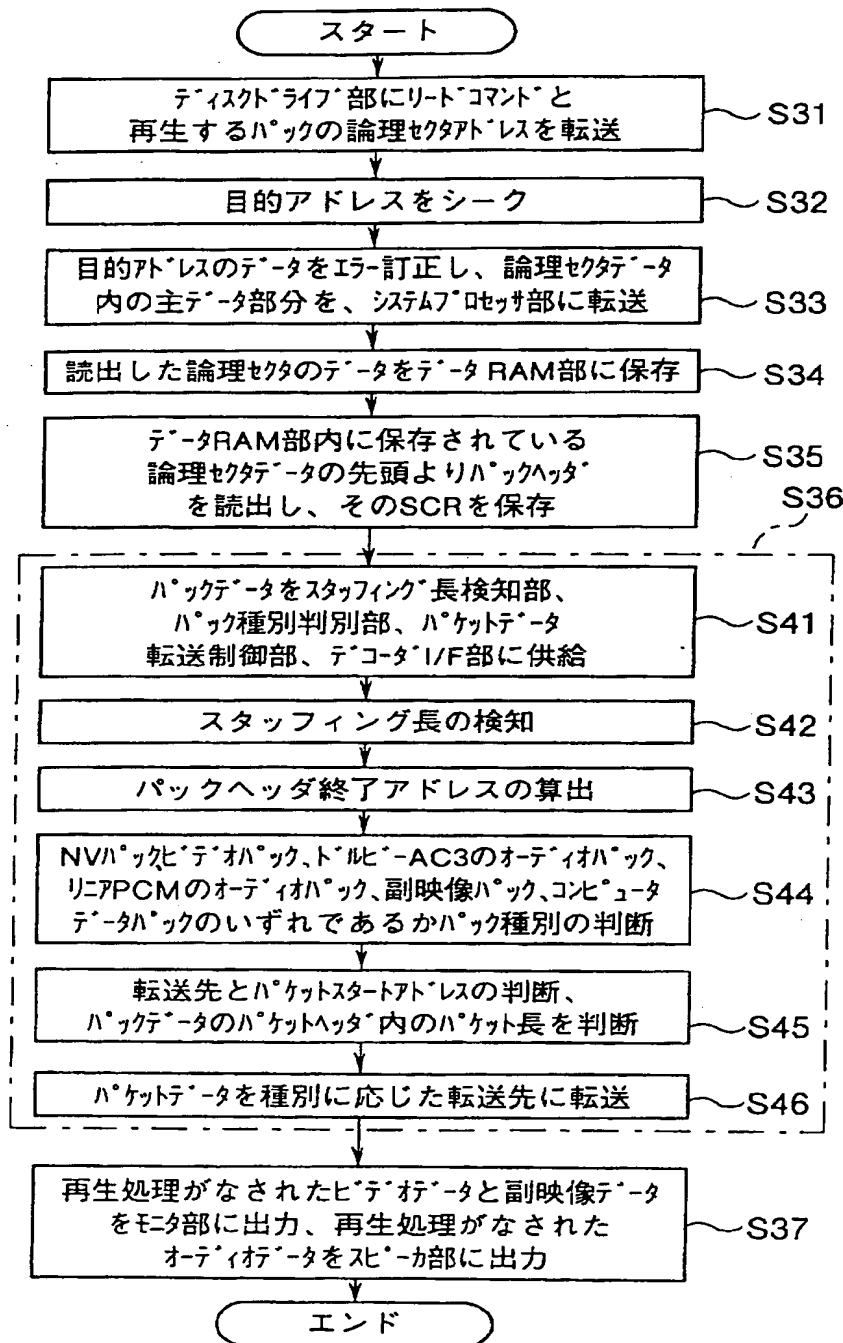 スタート
ディスクドライブ部にリードコマンドと
再生するパックの論理セクタアドレスを転送
S31
目的アドレスをシーク
S32
目的アドレスのデータをエラー訂正し、論理セクタデータ
内の主データ部分を、システムプロセッサ部に転送
S33
読出した論理セクタのデータをデータRAM部に保存
S34
データRAM部内に保存されている
論理セクタデータの先頭よりパックヘッダ
を読出し、そのSCRを保存
S35
S36
パックデータをスタッフィング長検知部、
パック種別判別部、パケットデータ
転送制御部、デコーダI/F部に供給
S41
スタッフィング長の検知
S42
パックヘッダ終了アドレスの算出
S43
NVパック、ビデオパック、ドルビーAC3のオーディオパック、
リニアPCMのオーディオパック、副映像パック、コンピュータ
データパックのいずれであるかパック種別の判断
S44
転送先とパケットスタートアドレスの判断、
パックデータのパケットヘッダ内のパケット長を判断
S45
パケットデータを種別に応じた転送先に転送
S46
再生処理がなされたビデオデータと副映像データ
をモニタ部に出力、再生処理がなされた
オーディオデータをスピーカ部に出力
S37
エンド